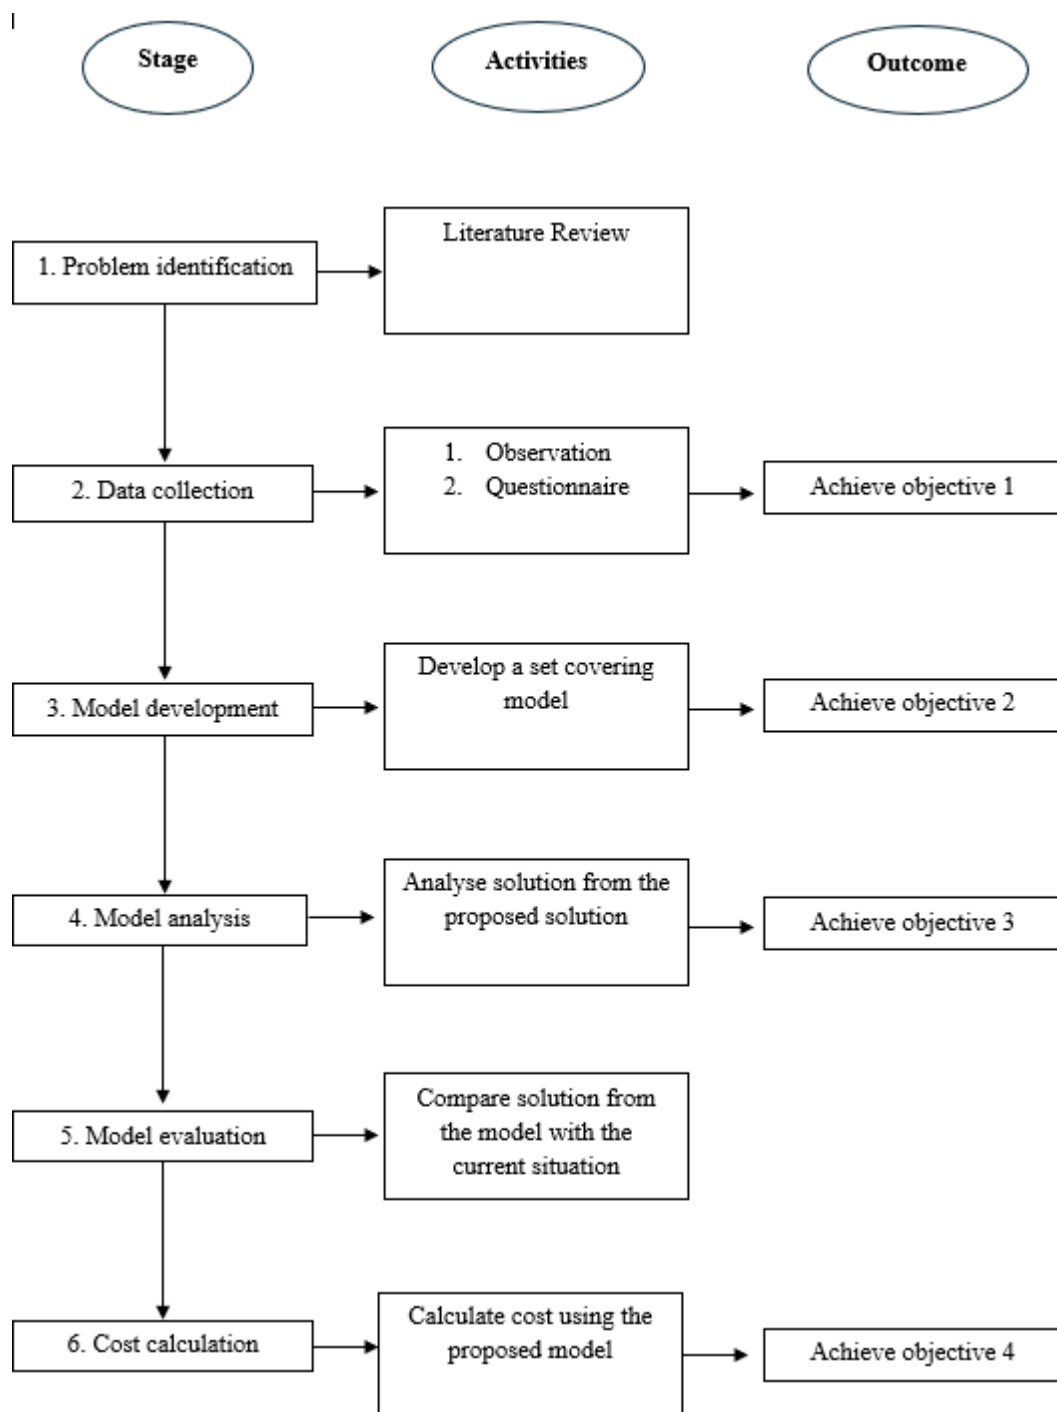 Stage
Activities
Outcome
1. Problem identification
Literature Review
2. Data collection
1. Observation
2. Questionnaire
Achieve objective 1
3. Model development
Develop a set covering
model
Achieve objective 2
4. Model analysis
Analyse solution from the
proposed solution
Achieve objective 3
5. Model evaluation
Compare solution from
the model with the
current situation
6. Cost calculation
Calculate cost using the
proposed model
Achieve objective 4